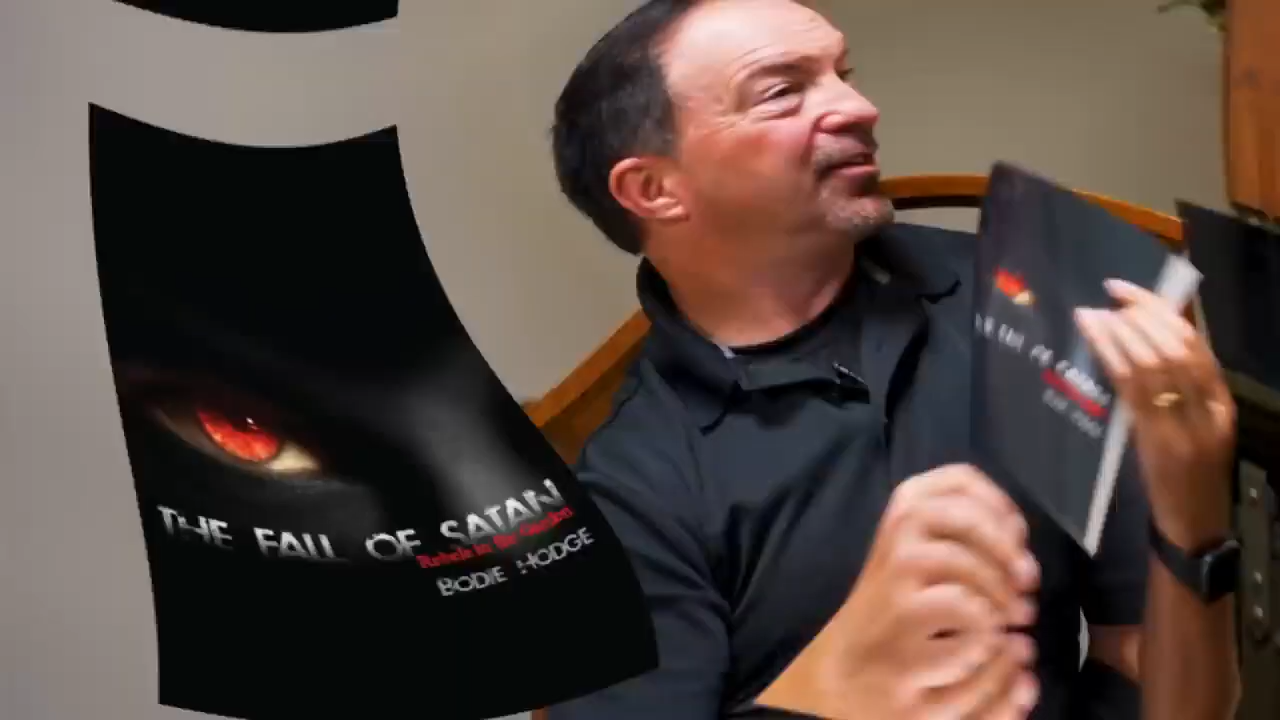 THE FALL OF SATAN
Rebels in the Garden
BODIE HODGE